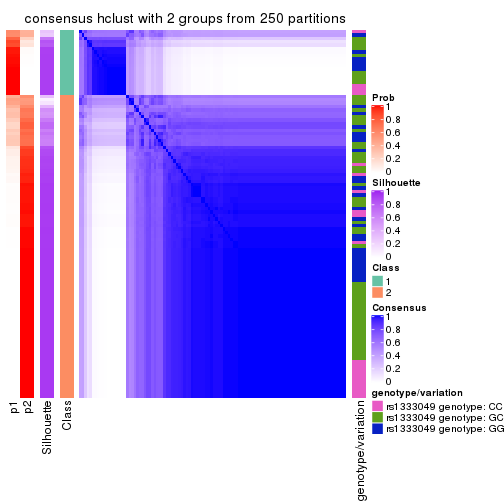 consensus hclust with 2 groups from 250 partitions
Prob
1
0.8
0.6
0.4
0.2
0
Silhouette
1
0.8
0.6
0.4
0.2
0
Class
1
2
Consensus
1
0.8
0.6
0.4
0.2
0
genotype/variation
rs1333049 genotype: CC
rs1333049 genotype: GC
rs1333049 genotype: GG
p1
p2
Silhouette
Class
genotype/variation